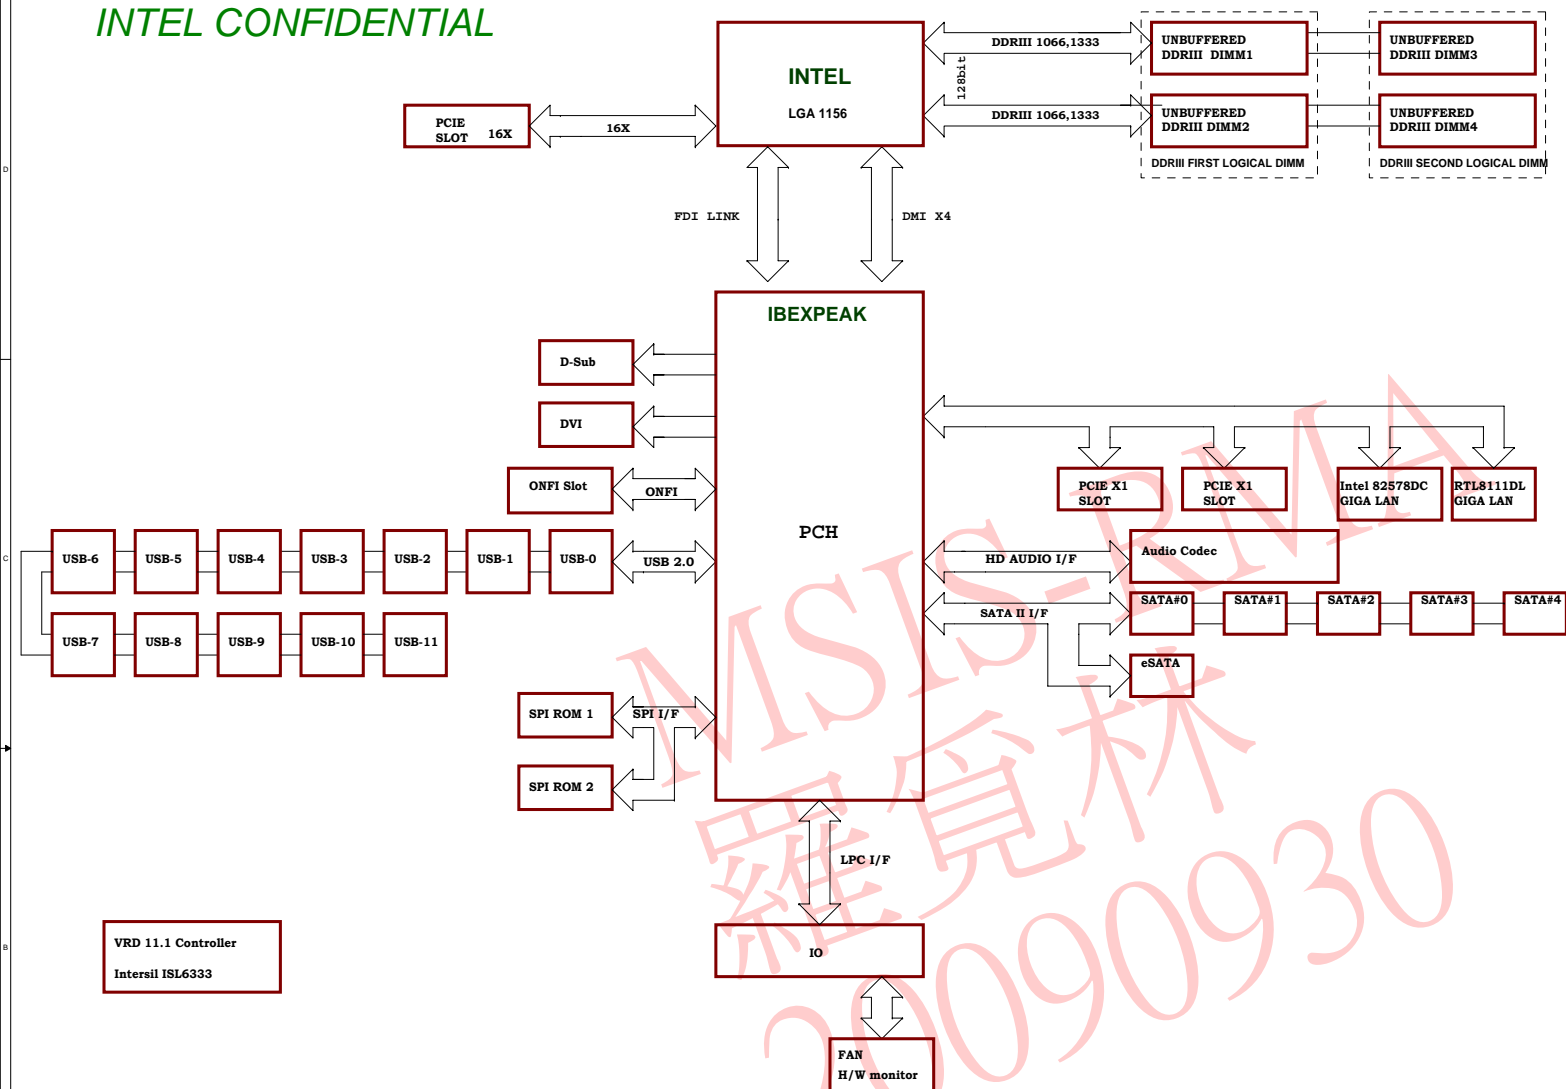 INTEL CONFIDENTIAL
INTEL
LGA 1156
PCIE
SLOT 16X
16X
DDRIII 1066,1333
128bit
DDRIII 1066,1333
UNBUFFERED
DDRIII DIMM1
UNBUFFERED
DDRIII DIMM3
UNBUFFERED
DDRIII DIMM2
UNBUFFERED
DDRIII DIMM4
DDRIII FIRST LOGICAL DIMM
DDRIII SECOND LOGICAL DIMM
D
FDI LINK
DMI X4
IBEXPEAK
PCH
D-Sub
DVI
ONFI Slot
ONFI
PCIE X1
SLOT
PCIE X1
SLOT
Intel 82578DC
GIGA LAN
RTL8111DL
GIGA LAN
C
USB-6
USB-5
USB-4
USB-3
USB-2
USB-1
USB-0
USB 2.0
HD AUDIO I/F
Audio Codec
SATA II I/F
SATA#0
SATA#1
SATA#2
SATA#3
SATA#4
USB-7
USB-8
USB-9
USB-10
USB-11
eSATA
SPI ROM 1
SPI I/F
SPI ROM 2
LPC I/F
B
VRD 11.1 Controller
Intersil ISL6333
IO
FAN
H/W monitor
MSIS-RMA
羅覓林
20090930